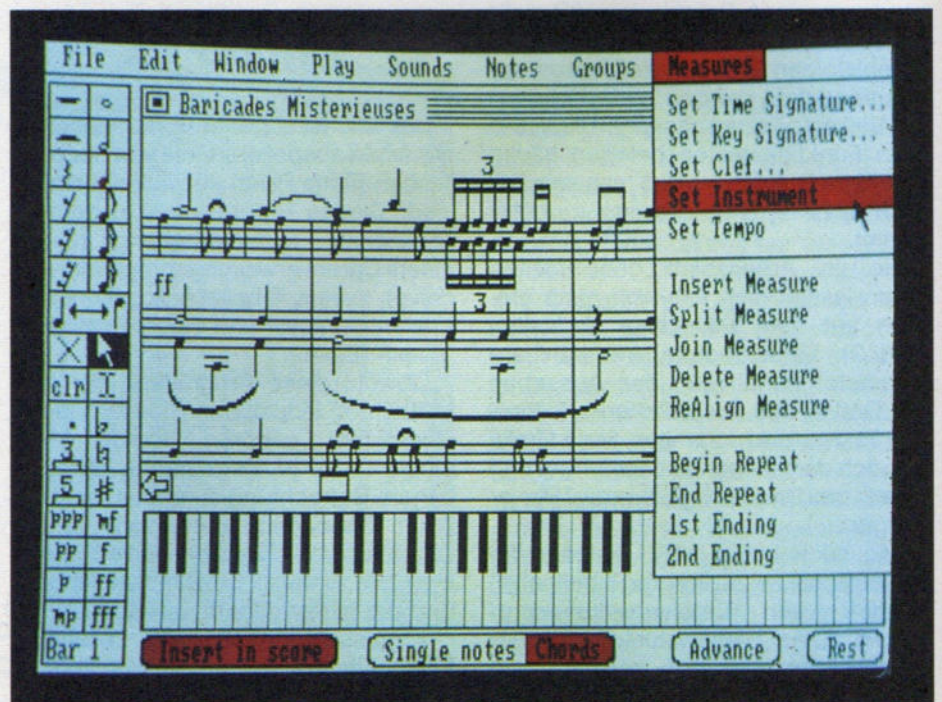 File Edit Window Play Sounds Notes Groups Measures
Baricades Misterieuses
Set Time Signature...
Set Key Signature...
Set Clef...
Set Instrument
Set Tempo
Insert Measure
Split Measure
Join Measure
Delete Measure
ReAlign Measure
Begin Repeat
End Repeat
1st Ending
2nd Ending
3
ff
3
clr
3
5
ppp mf
pp f
p ff
mp fff
Bar 1
Insert in score
Single notes Chords
Advance
Rest